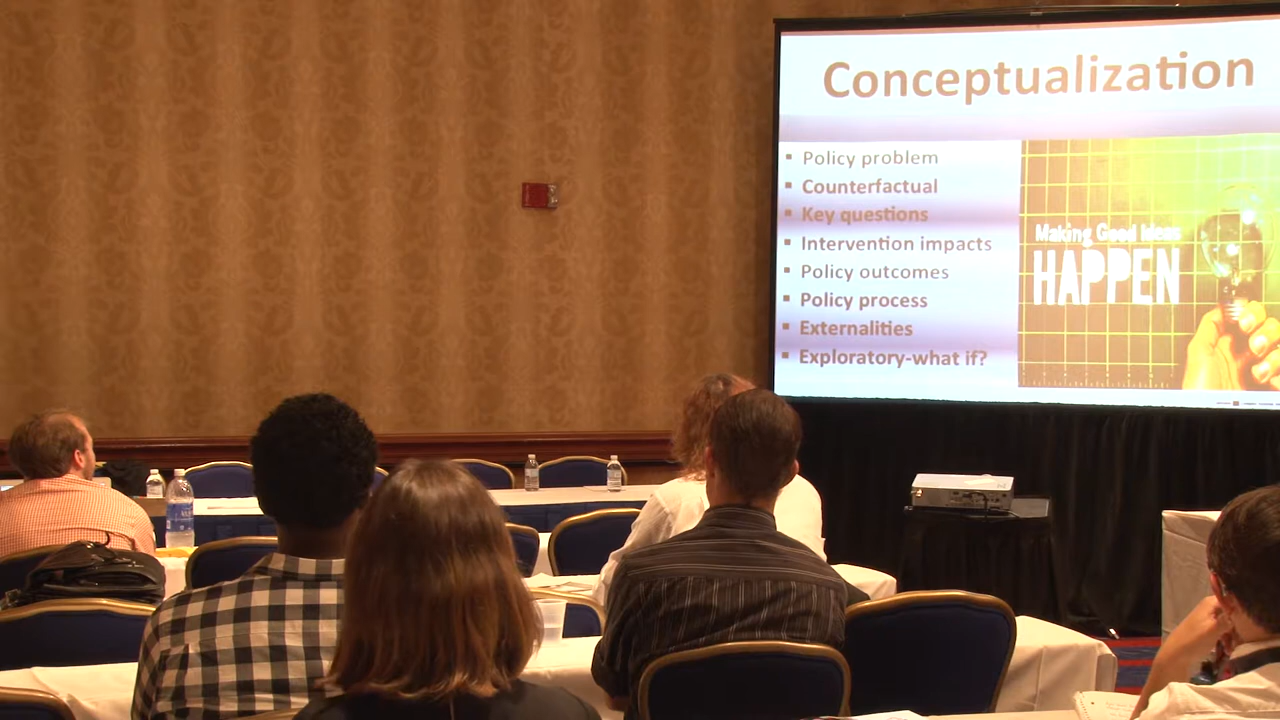 Conceptualization
▪ Policy problem
▪ Counterfactual
▪ Key questions
▪ Intervention impacts
▪ Policy outcomes
▪ Policy process
▪ Externalities
▪ Exploratory-what if?
Making Good Ideas
HAPPEN